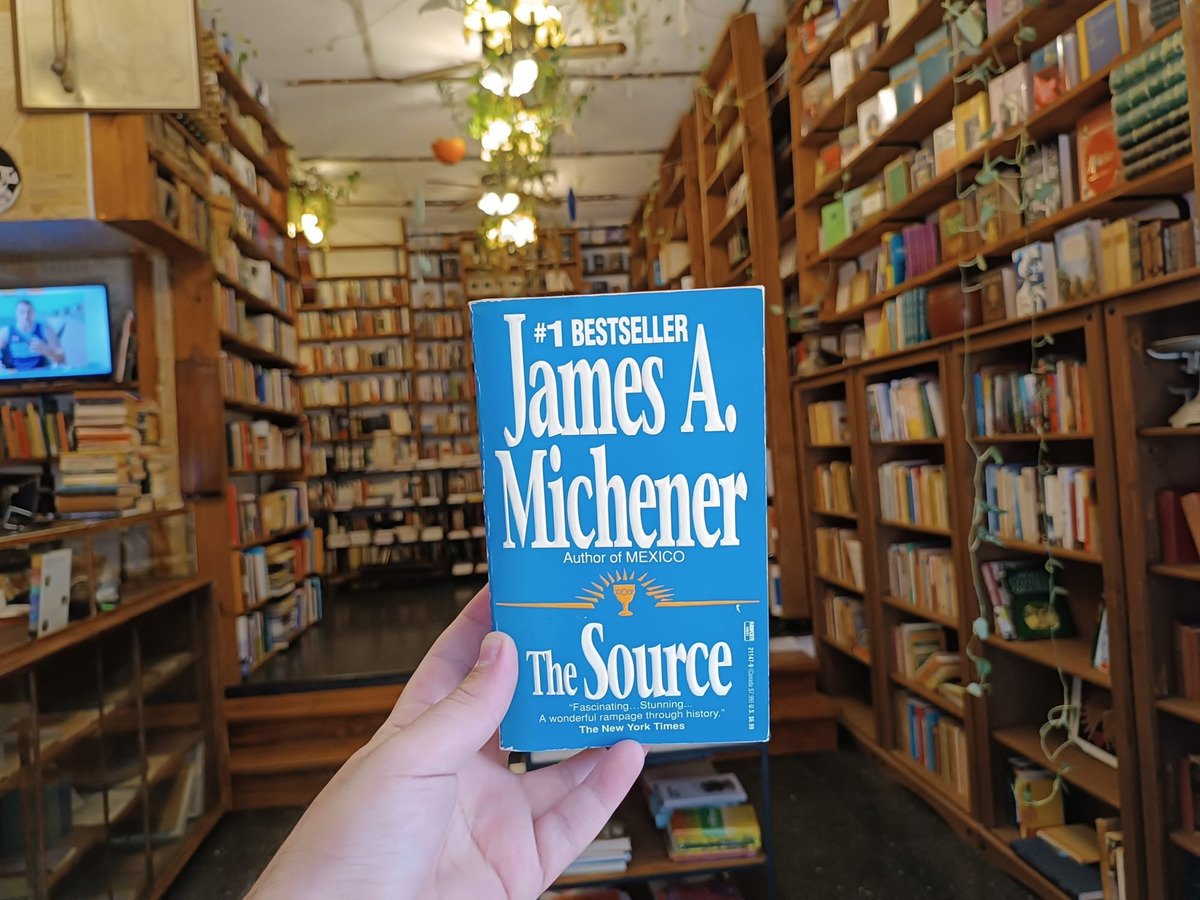 #1 BESTSELLER
James A.
Michener
Author of MEXICO
The Source
"Fascinating...Stunning...
A wonderful rampage through history."
The New York Times